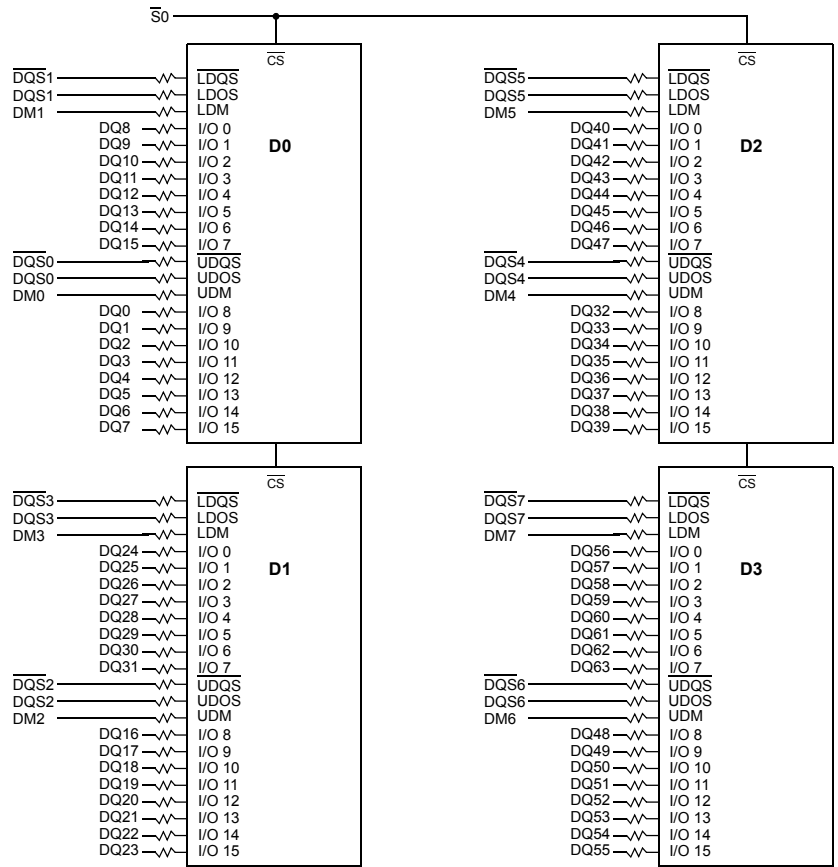 S0
CS
DQS1 LDQS
DQS1 LDOS
DM1 LDM
DQ8 I/O 0
DQ9 I/O 1 D0
DQ10 I/O 2
DQ11 I/O 3
DQ12 I/O 4
DQ13 I/O 5
DQ14 I/O 6
DQ15 I/O 7
DQS0 UDQS
DQS0 UDOS
DM0 UDM
DQ0 I/O 8
DQ1 I/O 9
DQ2 I/O 10
DQ3 I/O 11
DQ4 I/O 12
DQ5 I/O 13
DQ6 I/O 14
DQ7 I/O 15
CS
DQS3 LDQS
DQS3 LDOS
DM3 LDM
DQ24 I/O 0
DQ25 I/O 1 D1
DQ26 I/O 2
DQ27 I/O 3
DQ28 I/O 4
DQ29 I/O 5
DQ30 I/O 6
DQ31 I/O 7
DQS2 UDQS
DQS2 UDOS
DM2 UDM
DQ16 I/O 8
DQ17 I/O 9
DQ18 I/O 10
DQ19 I/O 11
DQ20 I/O 12
DQ21 I/O 13
DQ22 I/O 14
DQ23 I/O 15
CS
DQS5 LDQS
DQS5 LDOS
DM5 LDM
DQ40 I/O 0
DQ41 I/O 1 D2
DQ42 I/O 2
DQ43 I/O 3
DQ44 I/O 4
DQ45 I/O 5
DQ46 I/O 6
DQ47 I/O 7
DQS4 UDQS
DQS4 UDOS
DM4 UDM
DQ32 I/O 8
DQ33 I/O 9
DQ34 I/O 10
DQ35 I/O 11
DQ36 I/O 12
DQ37 I/O 13
DQ38 I/O 14
DQ39 I/O 15
CS
DQS7 LDQS
DQS7 LDOS
DM7 LDM
DQ56 I/O 0
DQ57 I/O 1 D3
DQ58 I/O 2
DQ59 I/O 3
DQ60 I/O 4
DQ61 I/O 5
DQ62 I/O 6
DQ63 I/O 7
DQS6 UDQS
DQS6 UDOS
DM6 UDM
DQ48 I/O 8
DQ49 I/O 9
DQ50 I/O 10
DQ51 I/O 11
DQ52 I/O 12
DQ53 I/O 13
DQ54 I/O 14
DQ55 I/O 15